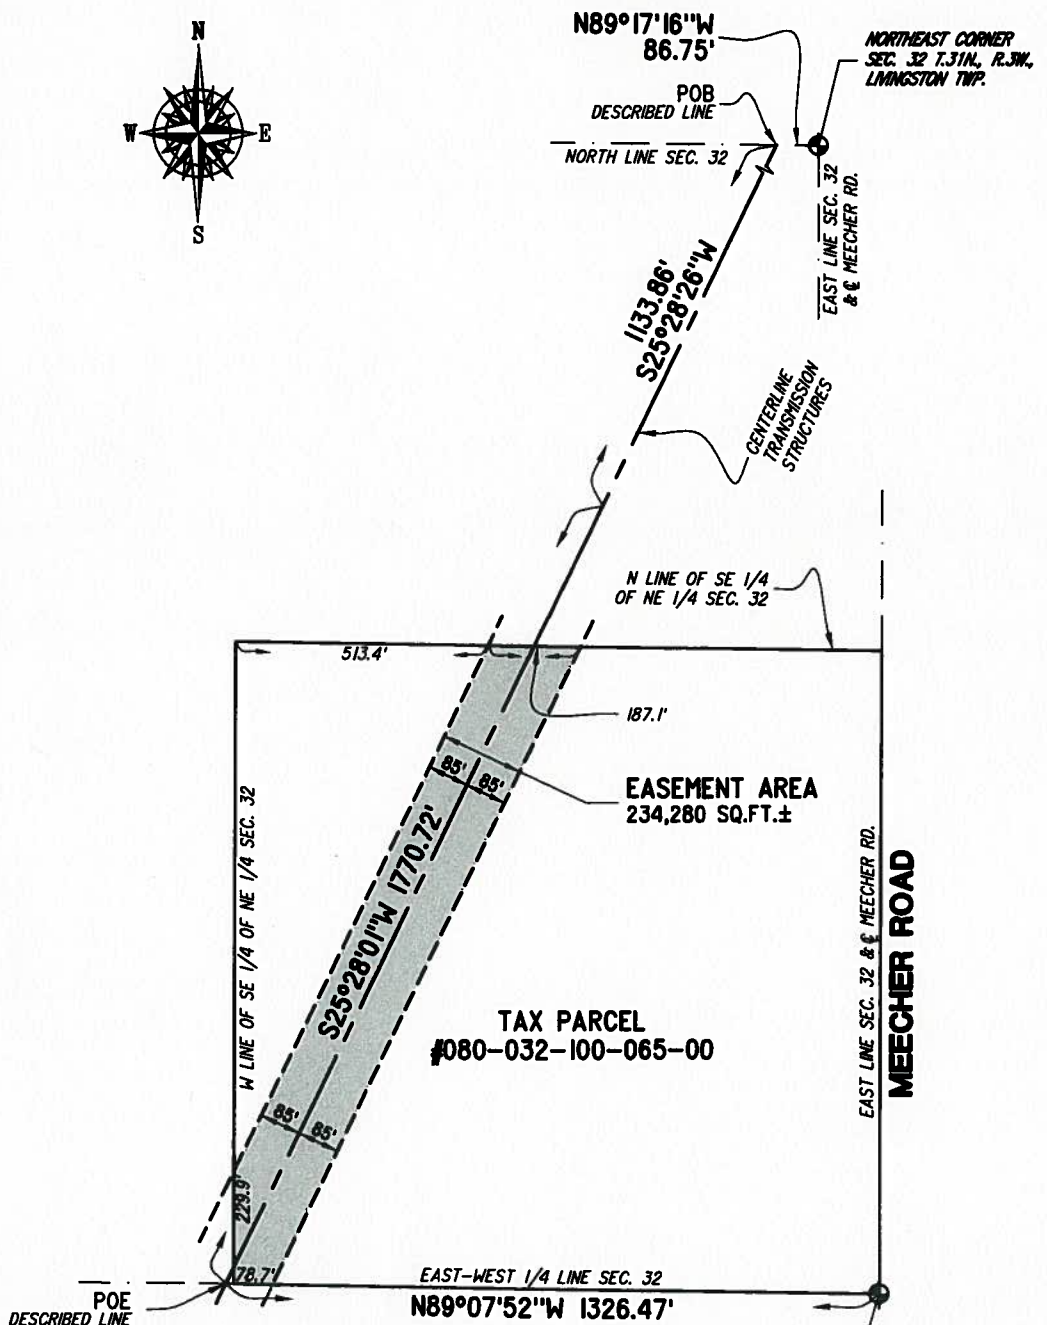 N
W
E
S
N89°17'16"W
86.75'
NORTHEAST CORNER
SEC. 32 T.31N., R.3W.,
LIVINGSTON TWP.
POB
DESCRIBED LINE
NORTH LINE SEC. 32
EAST LINE SEC. 32
& ℄ MEECHER RD.
1133.86'
S25°28'26"W
CENTERLINE
TRANSMISSION
STRUCTURES
N LINE OF SE 1/4
OF NE 1/4 SEC. 32
513.4'
187.1'
85'
85'
EASEMENT AREA
234,280 SQ.FT.±
W LINE OF SE 1/4 OF NE 1/4 SEC. 32
S25°28'01"W 1770.72'
EAST LINE SEC. 32 & ℄ MEECHER RD.
MEECHER ROAD
TAX PARCEL
#080-032-100-065-00
85'
85'
229.9'
78.7'
EAST-WEST 1/4 LINE SEC. 32
N89°07'52"W 1326.47'
POE
DESCRIBED LINE